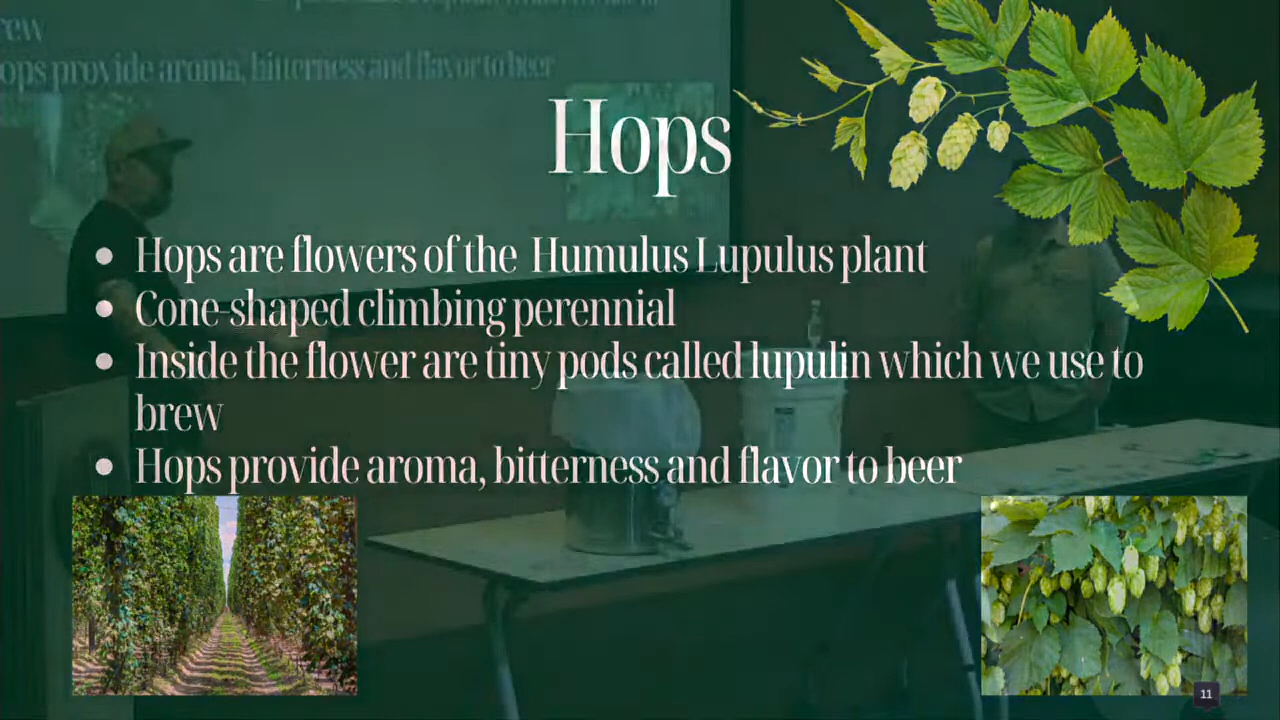 rew
ops provide aroma, bitterness and flavor to beer
Hops
Hops are flowers of the Humulus Lupulus plant
Cone-shaped climbing perennial
Inside the flower are tiny pods called lupulin which we use to
brew
Hops provide aroma, bitterness and flavor to beer
11